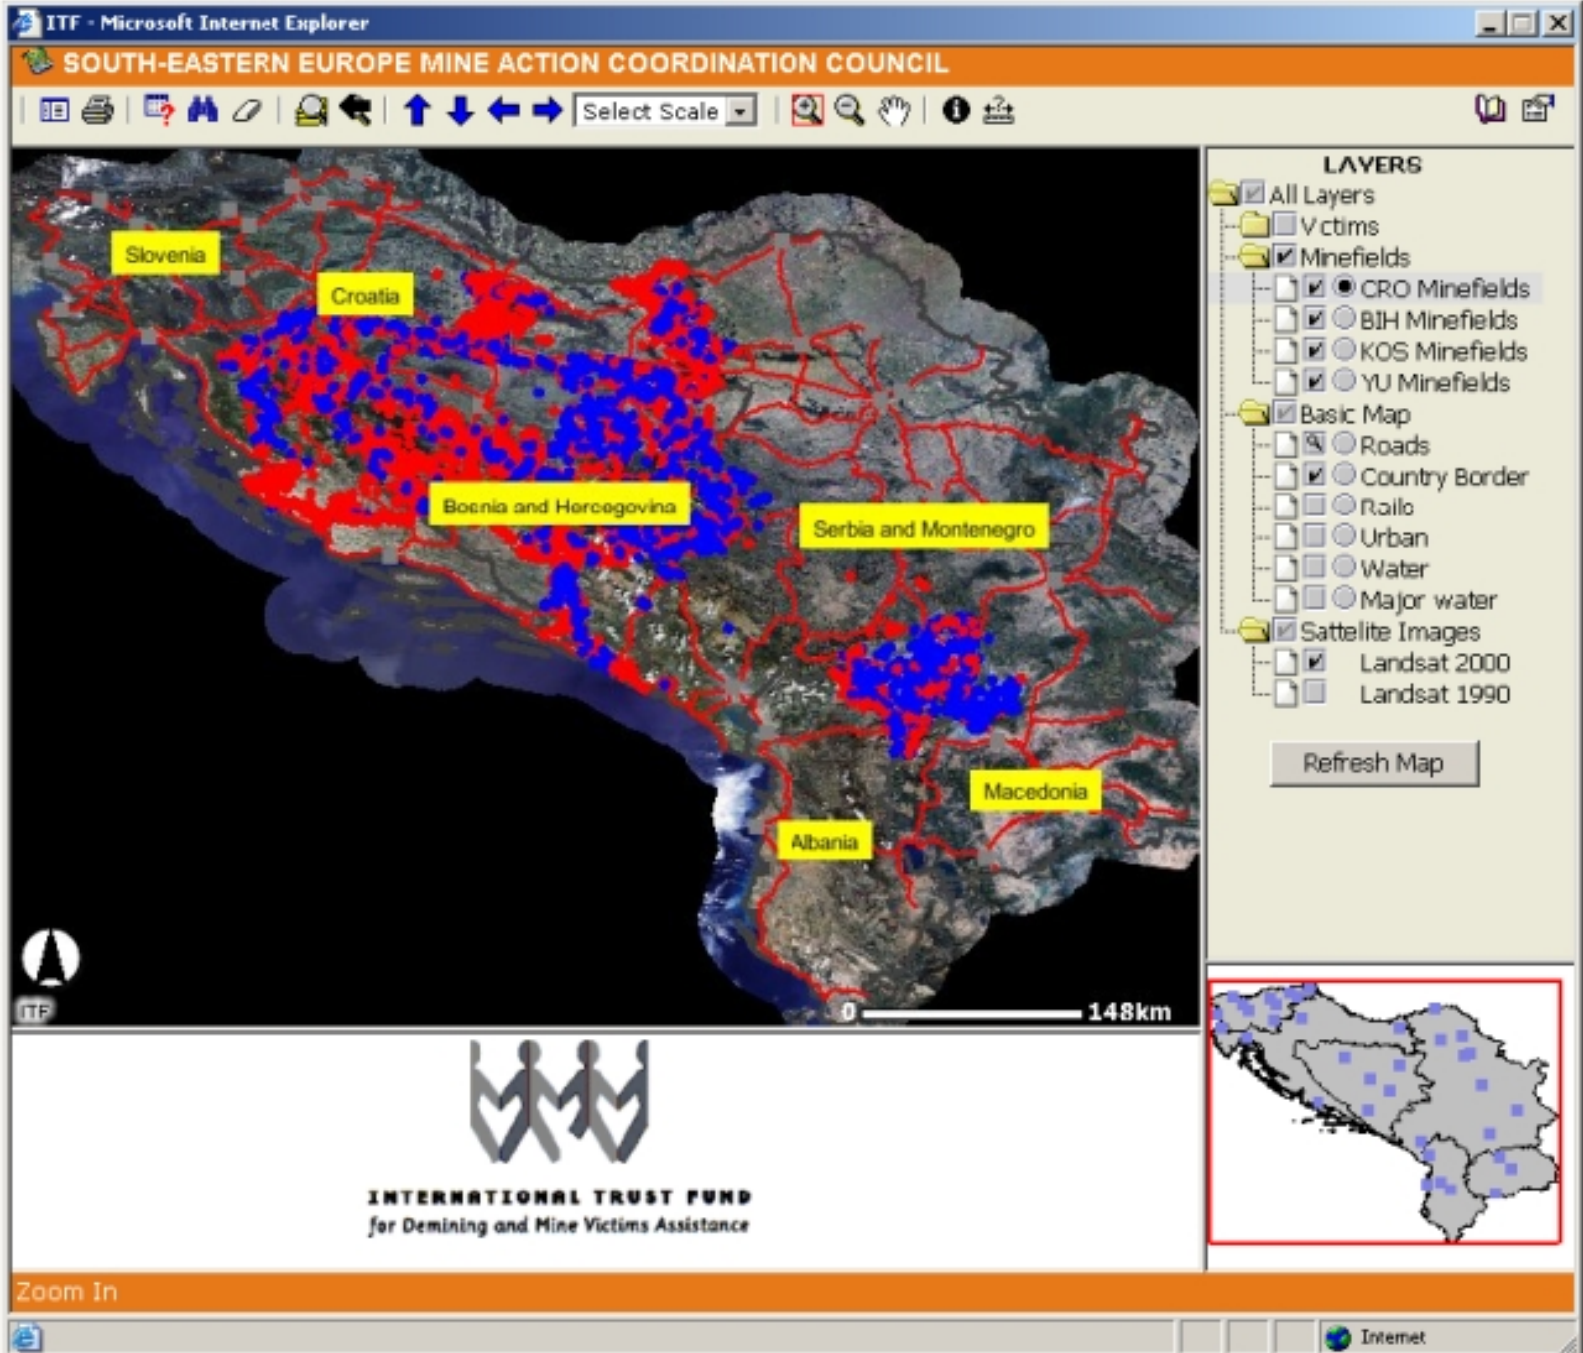 ITF - Microsoft Internet Explorer
SOUTH-EASTERN EUROPE MINE ACTION COORDINATION COUNCIL
Select Scale
Slovenia
Croatia
Bosnia and Hercegovina
Serbia and Montenegro
Macedonia
Albania
ITF
0 148km
LAYERS
All Layers
Victims
Minefields
CRO Minefields
BIH Minefields
KOS Minefields
YU Minefields
Basic Map
Roads
Country Border
Rails
Urban
Water
Major water
Sattelite Images
Landsat 2000
Landsat 1990
Refresh Map
INTERNATIONAL TRUST FUND
for Demining and Mine Victims Assistance
Zoom In
Internet